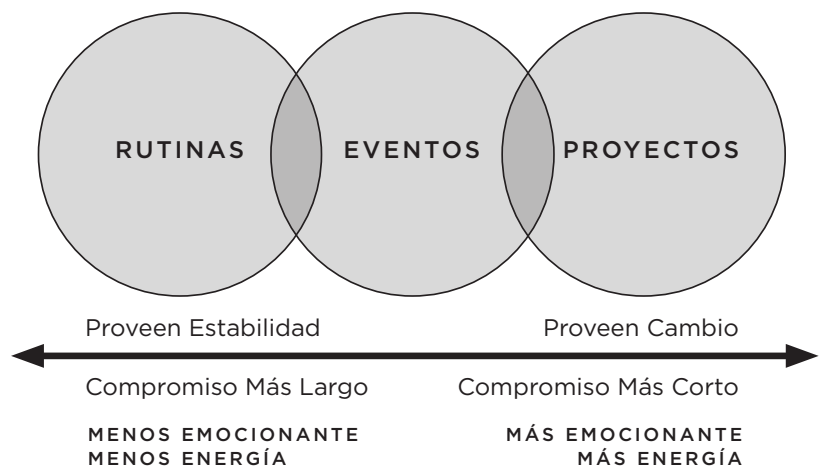 RUTINAS EVENTOS PROYECTOS
Proveen Estabilidad Proveen Cambio
Compromiso Más Largo Compromiso Más Corto
MENOS EMOCIONANTE MÁS EMOCIONANTE
MENOS ENERGÍA MÁS ENERGÍA